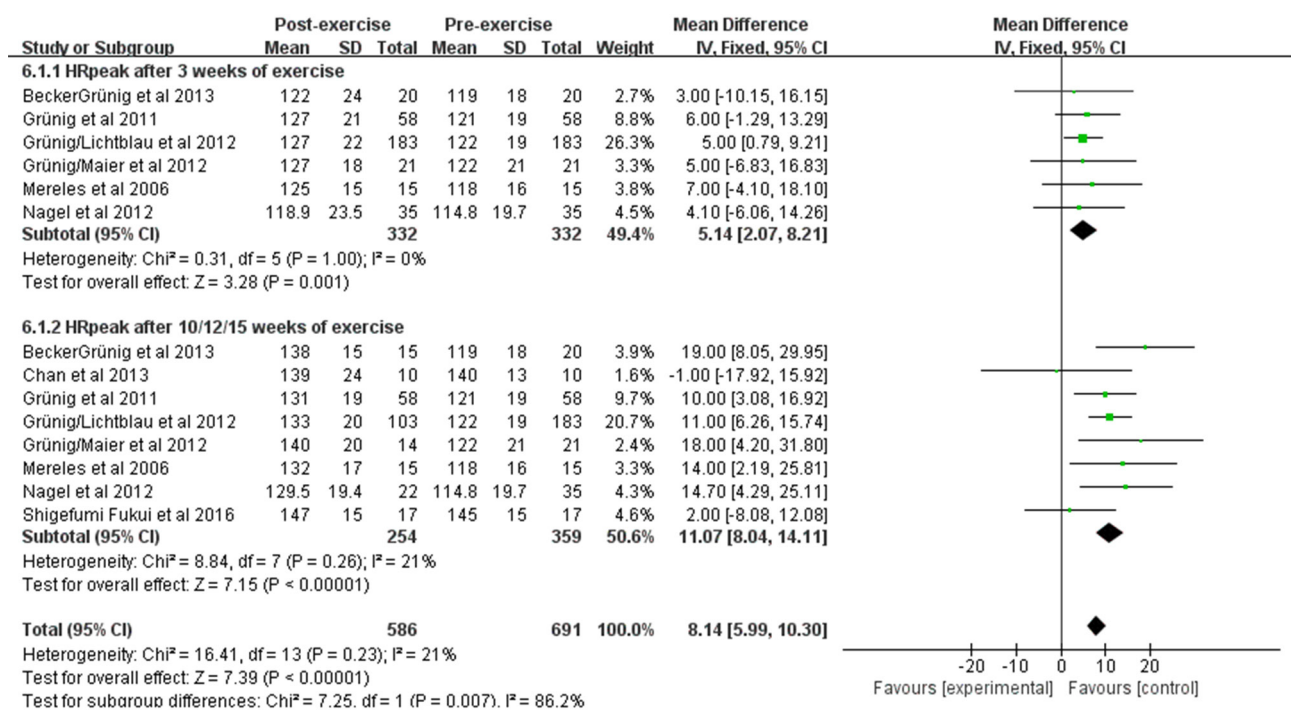 Post-exercise Pre-exercise Mean Difference Mean Difference
Study or Subgroup Mean SD Total Mean SD Total Weight IV, Fixed, 95% CI IV, Fixed, 95% CI
6.1.1 HRpeak after 3 weeks of exercise
BeckerGrünig et al 2013 122 24 20 119 18 20 2.7% 3.00 [-10.15, 16.15]
Grünig et al 2011 127 21 58 121 19 58 8.8% 6.00 [-1.29, 13.29]
Grünig/Lichtblau et al 2012 127 22 183 122 19 183 26.3% 5.00 [0.79, 9.21]
Grünig/Maier et al 2012 127 18 21 122 21 21 3.3% 5.00 [-6.83, 16.83]
Mereles et al 2006 125 15 15 118 16 15 3.8% 7.00 [-4.10, 18.10]
Nagel et al 2012 118.9 23.5 35 114.8 19.7 35 4.5% 4.10 [-6.06, 14.26]
Subtotal (95% CI) 332 332 49.4% 5.14 [2.07, 8.21]
Heterogeneity: Chi² = 0.31, df = 5 (P = 1.00); I² = 0%
Test for overall effect: Z = 3.28 (P = 0.001)
6.1.2 HRpeak after 10/12/15 weeks of exercise
BeckerGrünig et al 2013 138 15 15 119 18 20 3.9% 19.00 [8.05, 29.95]
Chan et al 2013 139 24 10 140 13 10 1.6% -1.00 [-17.92, 15.92]
Grünig et al 2011 131 19 58 121 19 58 9.7% 10.00 [3.08, 16.92]
Grünig/Lichtblau et al 2012 133 20 103 122 19 183 20.7% 11.00 [6.26, 15.74]
Grünig/Maier et al 2012 140 20 14 122 21 21 2.4% 18.00 [4.20, 31.80]
Mereles et al 2006 132 17 15 118 16 15 3.3% 14.00 [2.19, 25.81]
Nagel et al 2012 129.5 19.4 22 114.8 19.7 35 4.3% 14.70 [4.29, 25.11]
Shigefumi Fukui et al 2016 147 15 17 145 15 17 4.6% 2.00 [-8.08, 12.08]
Subtotal (95% CI) 254 359 50.6% 11.07 [8.04, 14.11]
Heterogeneity: Chi² = 8.84, df = 7 (P = 0.26); I² = 21%
Test for overall effect: Z = 7.15 (P < 0.00001)
Total (95% CI) 586 691 100.0% 8.14 [5.99, 10.30]
Heterogeneity: Chi² = 16.41, df = 13 (P = 0.23); I² = 21%
Test for overall effect: Z = 7.39 (P < 0.00001)
Test for subgroup differences: Chi² = 7.25, df = 1 (P = 0.007), I² = 86.2%
-20 -10 0 10 20
Favours [experimental] Favours [control]